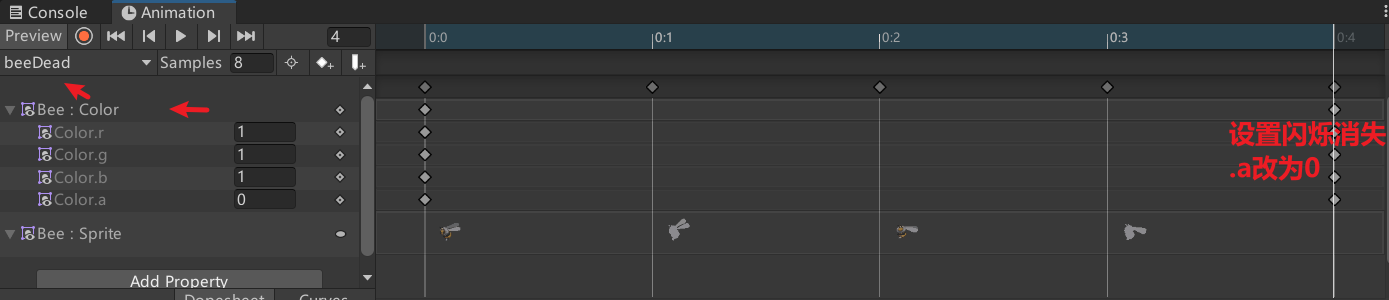 Console
Animation
Preview
4
0:0
0:1
0:2
0:3
0:4
beeDead
Samples
8
Bee : Color
Color.r
1
Color.g
1
Color.b
1
Color.a
0
设置闪烁消失
.a改为0
Bee : Sprite
Add Property
Dopesheet
Curves